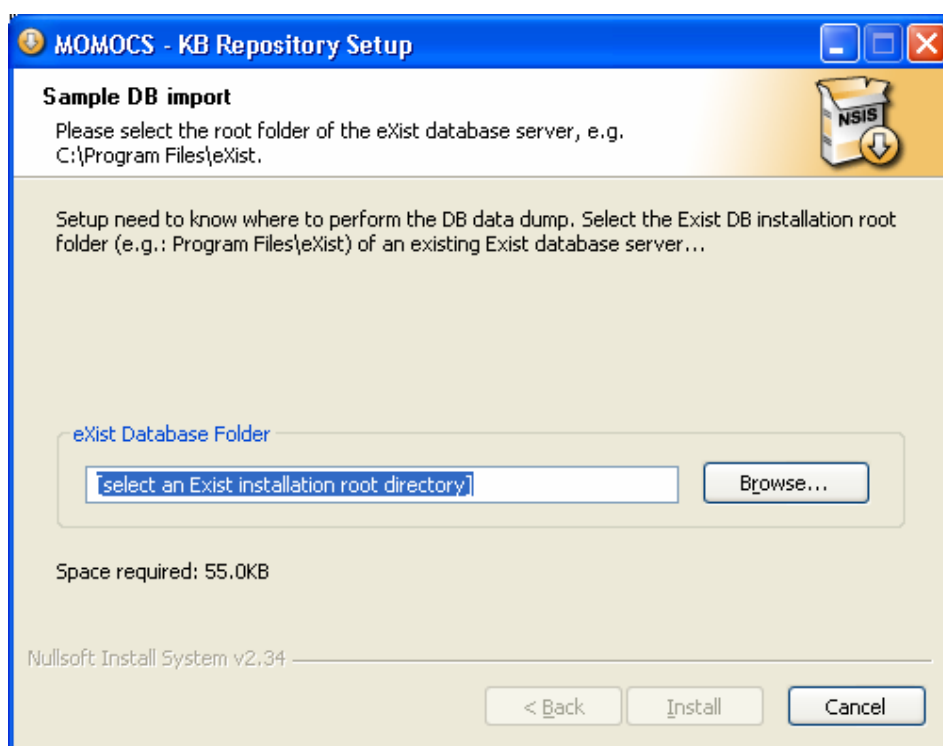 MOMOCS - KB Repository Setup
Sample DB import
Please select the root folder of the eXist database server, e.g.
C:\Program Files\eXist.
NSIS
Setup need to know where to perform the DB data dump. Select the Exist DB installation root
folder (e.g.: Program Files\eXist) of an existing Exist database server...
eXist Database Folder
[select an Exist installation root directory]
Browse...
Space required: 55.0KB
Nullsoft Install System v2.34
< Back
Install
Cancel